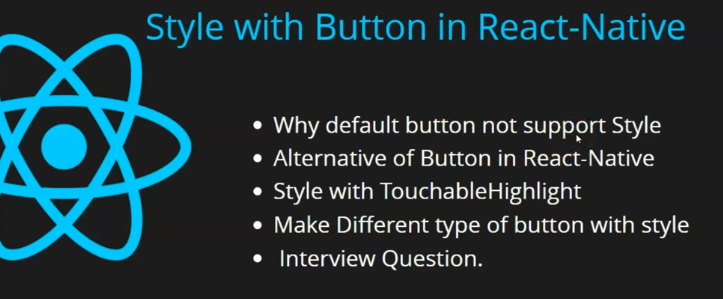 Style with Button in React-Native
• Why default button not support Style
• Alternative of Button in React-Native
• Style with TouchableHighlight
• Make Different type of button with style
• Interview Question.